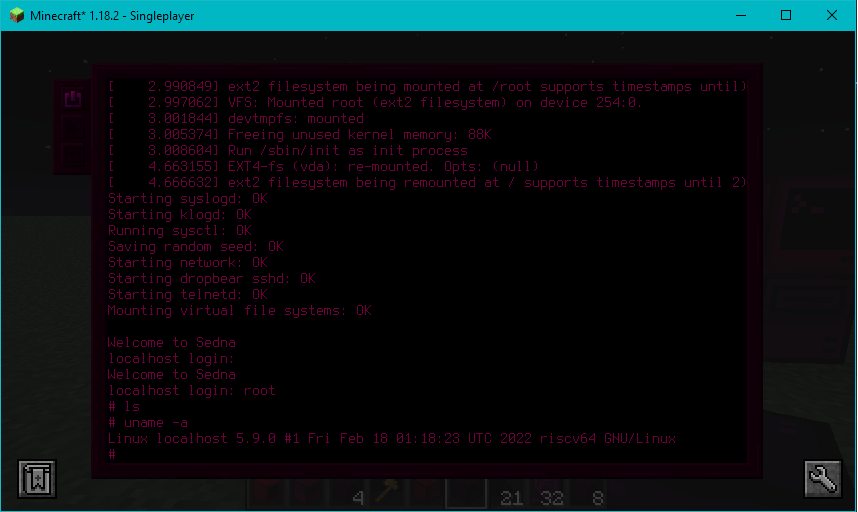 Minecraft* 1.18.2 - Singleplayer
[    2.990849] ext2 filesystem being mounted at /root supports timestamps until)
[    2.997062] VFS: Mounted root (ext2 filesystem) on device 254:0.
[    3.001844] devtmpfs: mounted
[    3.005374] Freeing unused kernel memory: 88K
[    3.008604] Run /sbin/init as init process
[    4.663155] EXT4-fs (vda): re-mounted. Opts: (null)
[    4.666632] ext2 filesystem being remounted at / supports timestamps until 2)
Starting syslogd: OK
Starting klogd: OK
Running sysctl: OK
Saving random seed: OK
Starting network: OK
Starting dropbear sshd: OK
Starting telnetd: OK
Mounting virtual file systems: OK
Welcome to Sedna
localhost login:
Welcome to Sedna
localhost login: root
# ls
# uname -a
Linux localhost 5.9.0 #1 Fri Feb 18 01:18:23 UTC 2022 riscv64 GNU/Linux
#
4 21 32 8